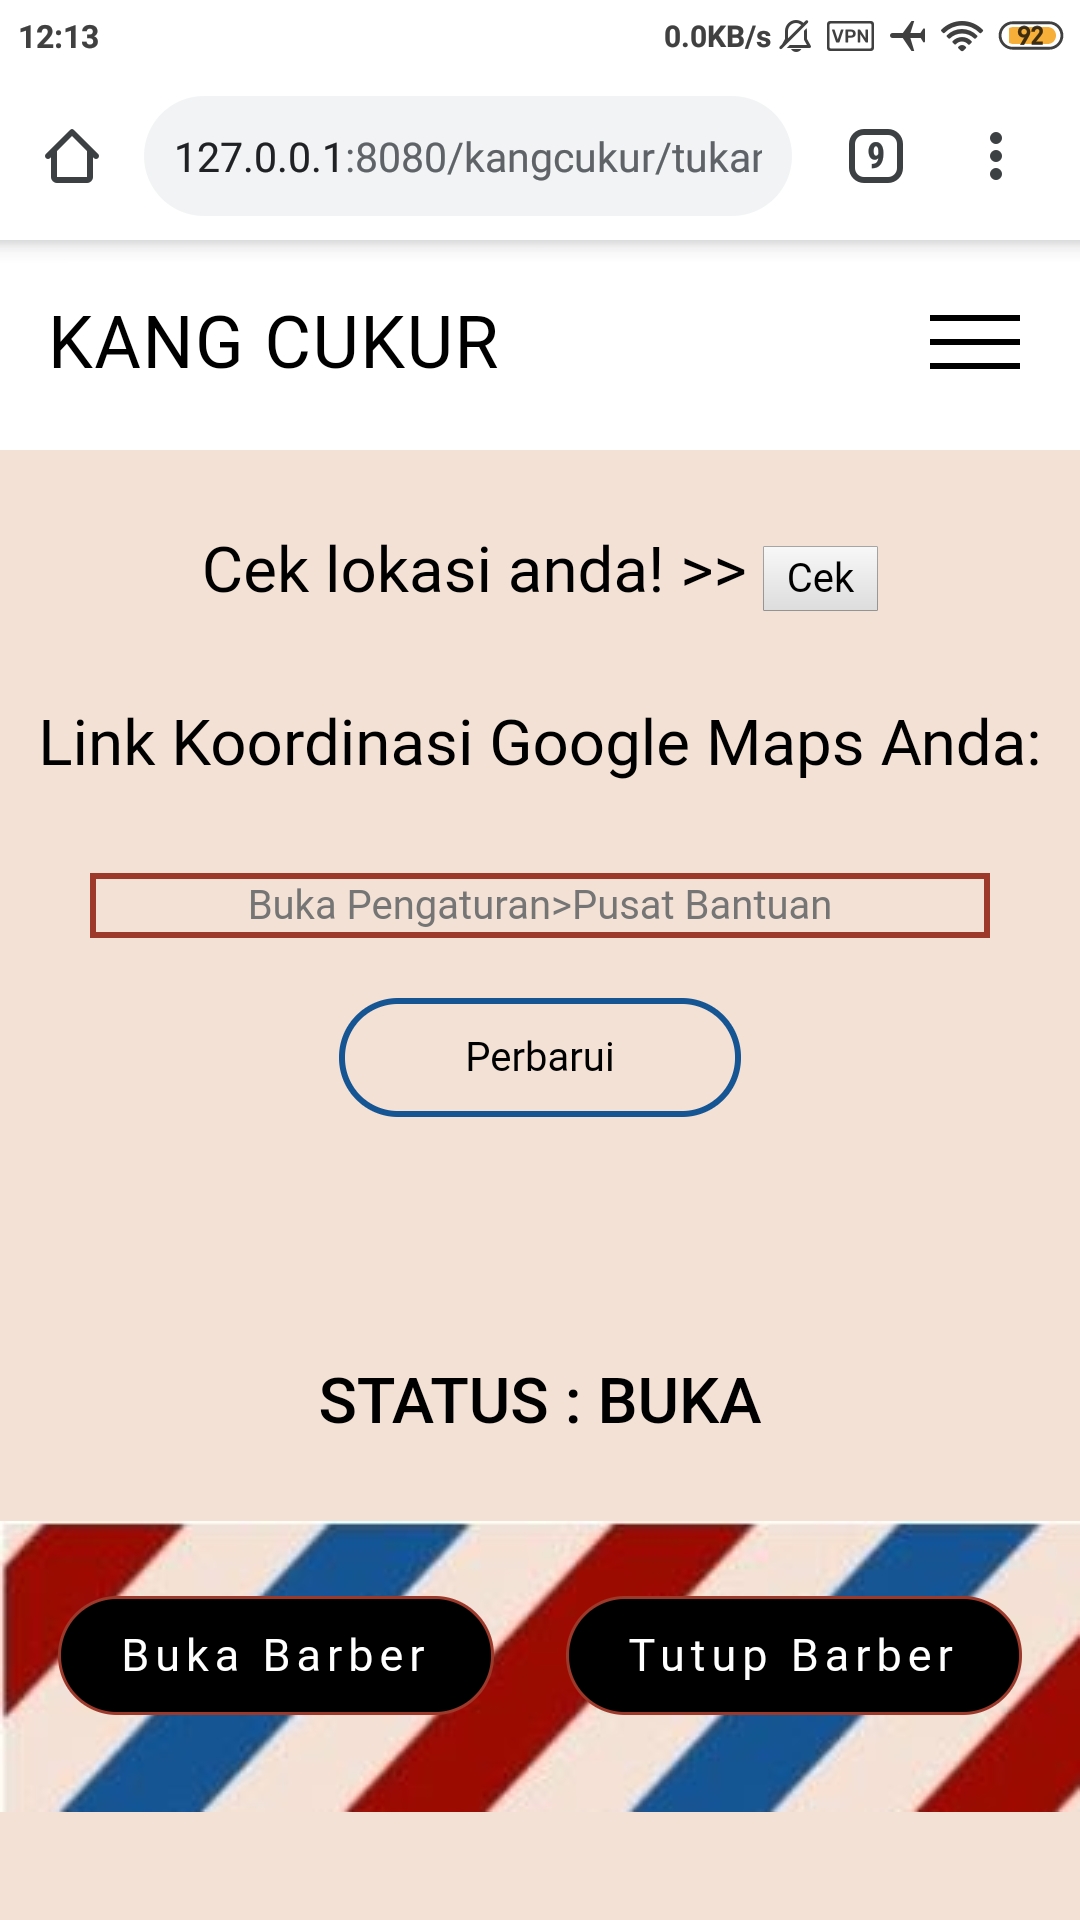 12:13
0.0KB/s VPN 92
127.0.0.1:8080/kangcukur/tukar
9
KANG CUKUR
Cek lokasi anda! >> Cek
Link Koordinasi Google Maps Anda:
Buka Pengaturan>Pusat Bantuan
Perbarui
STATUS : BUKA
Buka Barber
Tutup Barber